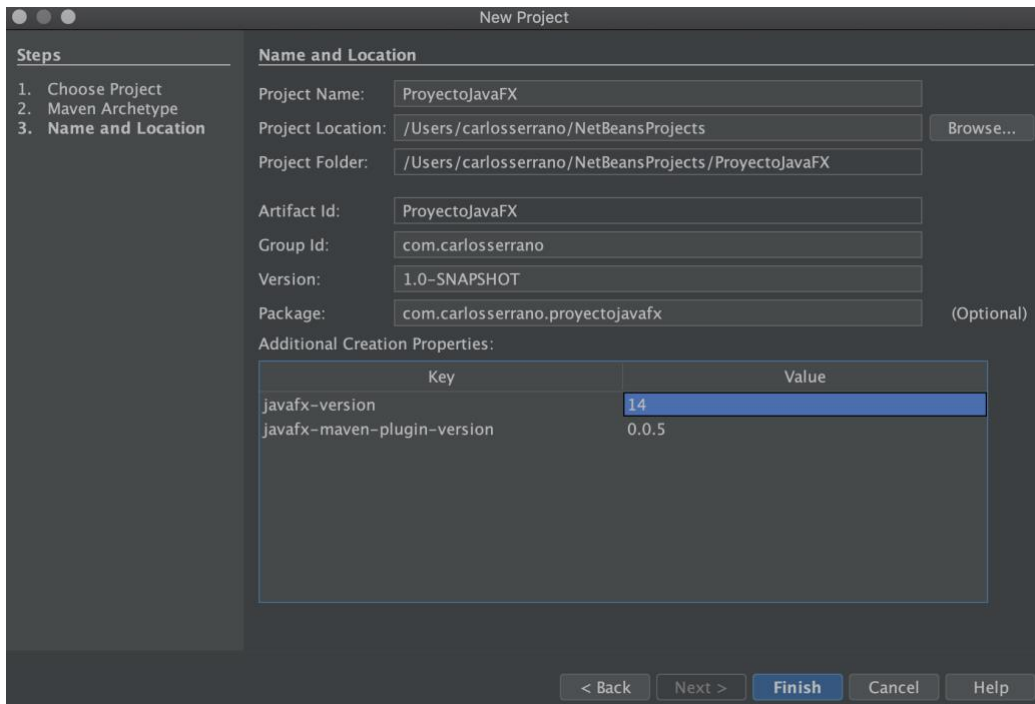 New Project
Steps
1. Choose Project
2. Maven Archetype
3. Name and Location
Name and Location
Project Name: ProyectoJavaFX
Project Location: /Users/carlosserrano/NetBeansProjects Browse...
Project Folder: /Users/carlosserrano/NetBeansProjects/ProyectoJavaFX
Artifact Id: ProyectoJavaFX
Group Id: com.carlosserrano
Version: 1.0-SNAPSHOT
Package: com.carlosserrano.proyectojavafx (Optional)
Additional Creation Properties:
Key Value
javafx-version 14
javafx-maven-plugin-version 0.0.5
< Back Next > Finish Cancel Help